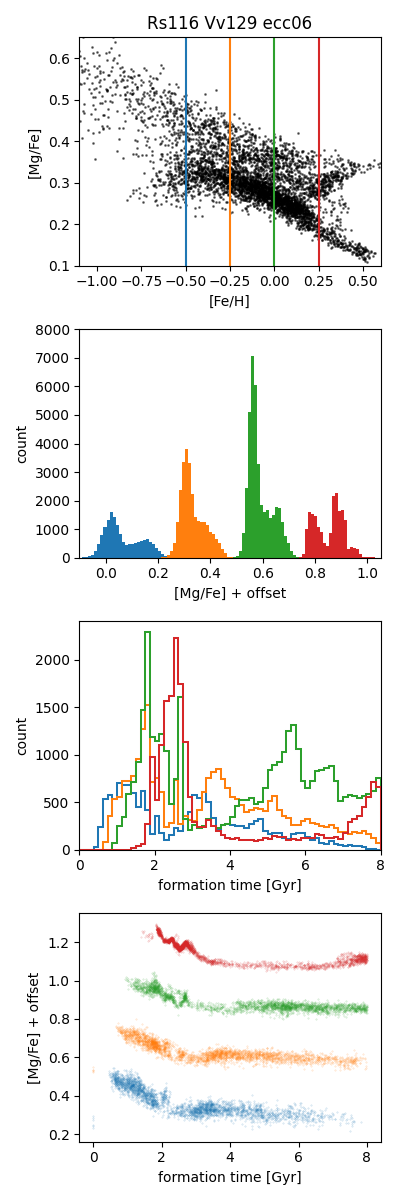 Rs116 Vv129 ecc06
0.6
0.5
0.4
0.3
0.2
0.1
[Mg/Fe]
−1.00 −0.75 −0.50 −0.25 0.00 0.25 0.50
[Fe/H]
8000
7000
6000
5000
4000
3000
2000
1000
0
count
0.0 0.2 0.4 0.6 0.8 1.0
[Mg/Fe] + offset
2000
1500
1000
500
0
count
0 2 4 6 8
formation time [Gyr]
1.2
1.0
0.8
0.6
0.4
0.2
[Mg/Fe] + offset
0 2 4 6 8
formation time [Gyr]